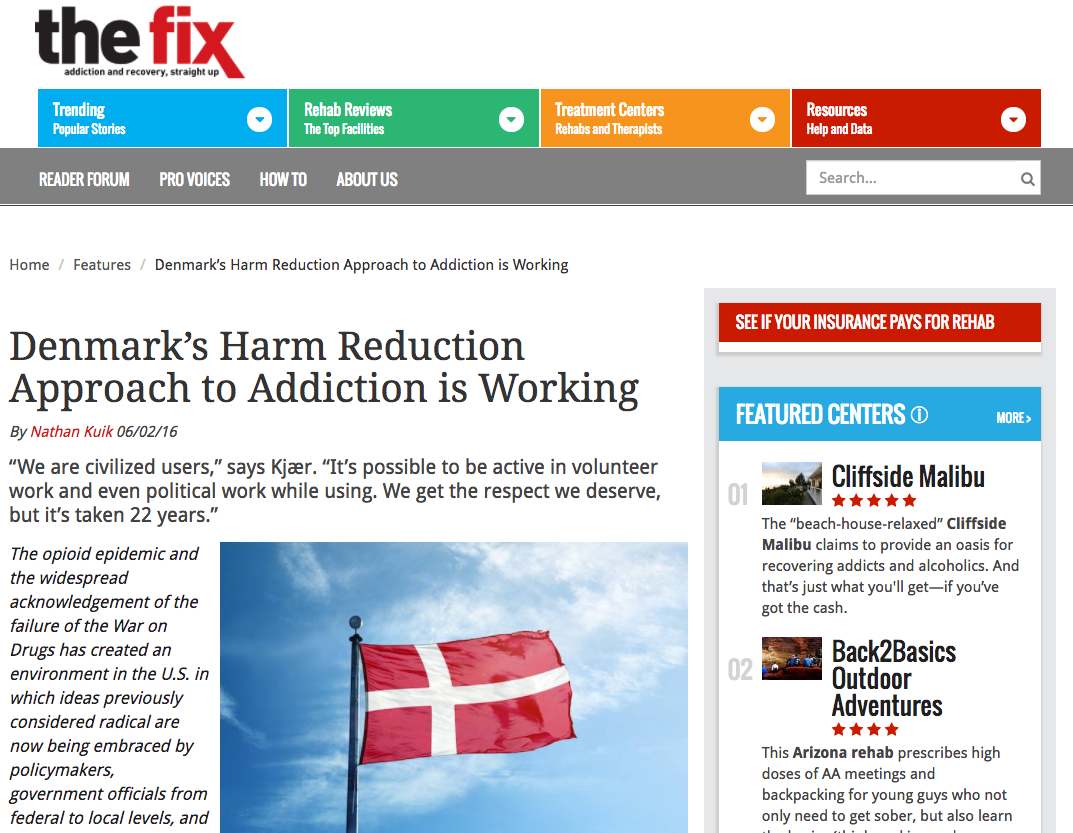 the fix
addiction and recovery, straight up
Trending
Popular Stories
Rehab Reviews
The Top Facilities
Treatment Centers
Rehabs and Therapists
Resources
Help and Data
READER FORUM
PRO VOICES
HOW TO
ABOUT US
Search...
Home / Features / Denmark’s Harm Reduction Approach to Addiction is Working
Denmark’s Harm Reduction
Approach to Addiction is Working
By Nathan Kuik 06/02/16
“We are civilized users,” says Kjær. “It’s possible to be active in volunteer
work and even political work while using. We get the respect we deserve,
but it’s taken 22 years.”
The opioid epidemic and
the widespread
acknowledgement of the
failure of the War on
Drugs has created an
environment in the U.S. in
which ideas previously
considered radical are
now being embraced by
policymakers,
government officials from
federal to local levels, and
SEE IF YOUR INSURANCE PAYS FOR REHAB
FEATURED CENTERS
MORE >
01
Cliffside Malibu
The “beach-house-relaxed” Cliffside
Malibu claims to provide an oasis for
recovering addicts and alcoholics. And
that’s just what you'll get—if you’ve
got the cash.
02
Back2Basics
Outdoor
Adventures
This Arizona rehab prescribes high
doses of AA meetings and
backpacking for young guys who not
only need to get sober, but also learn